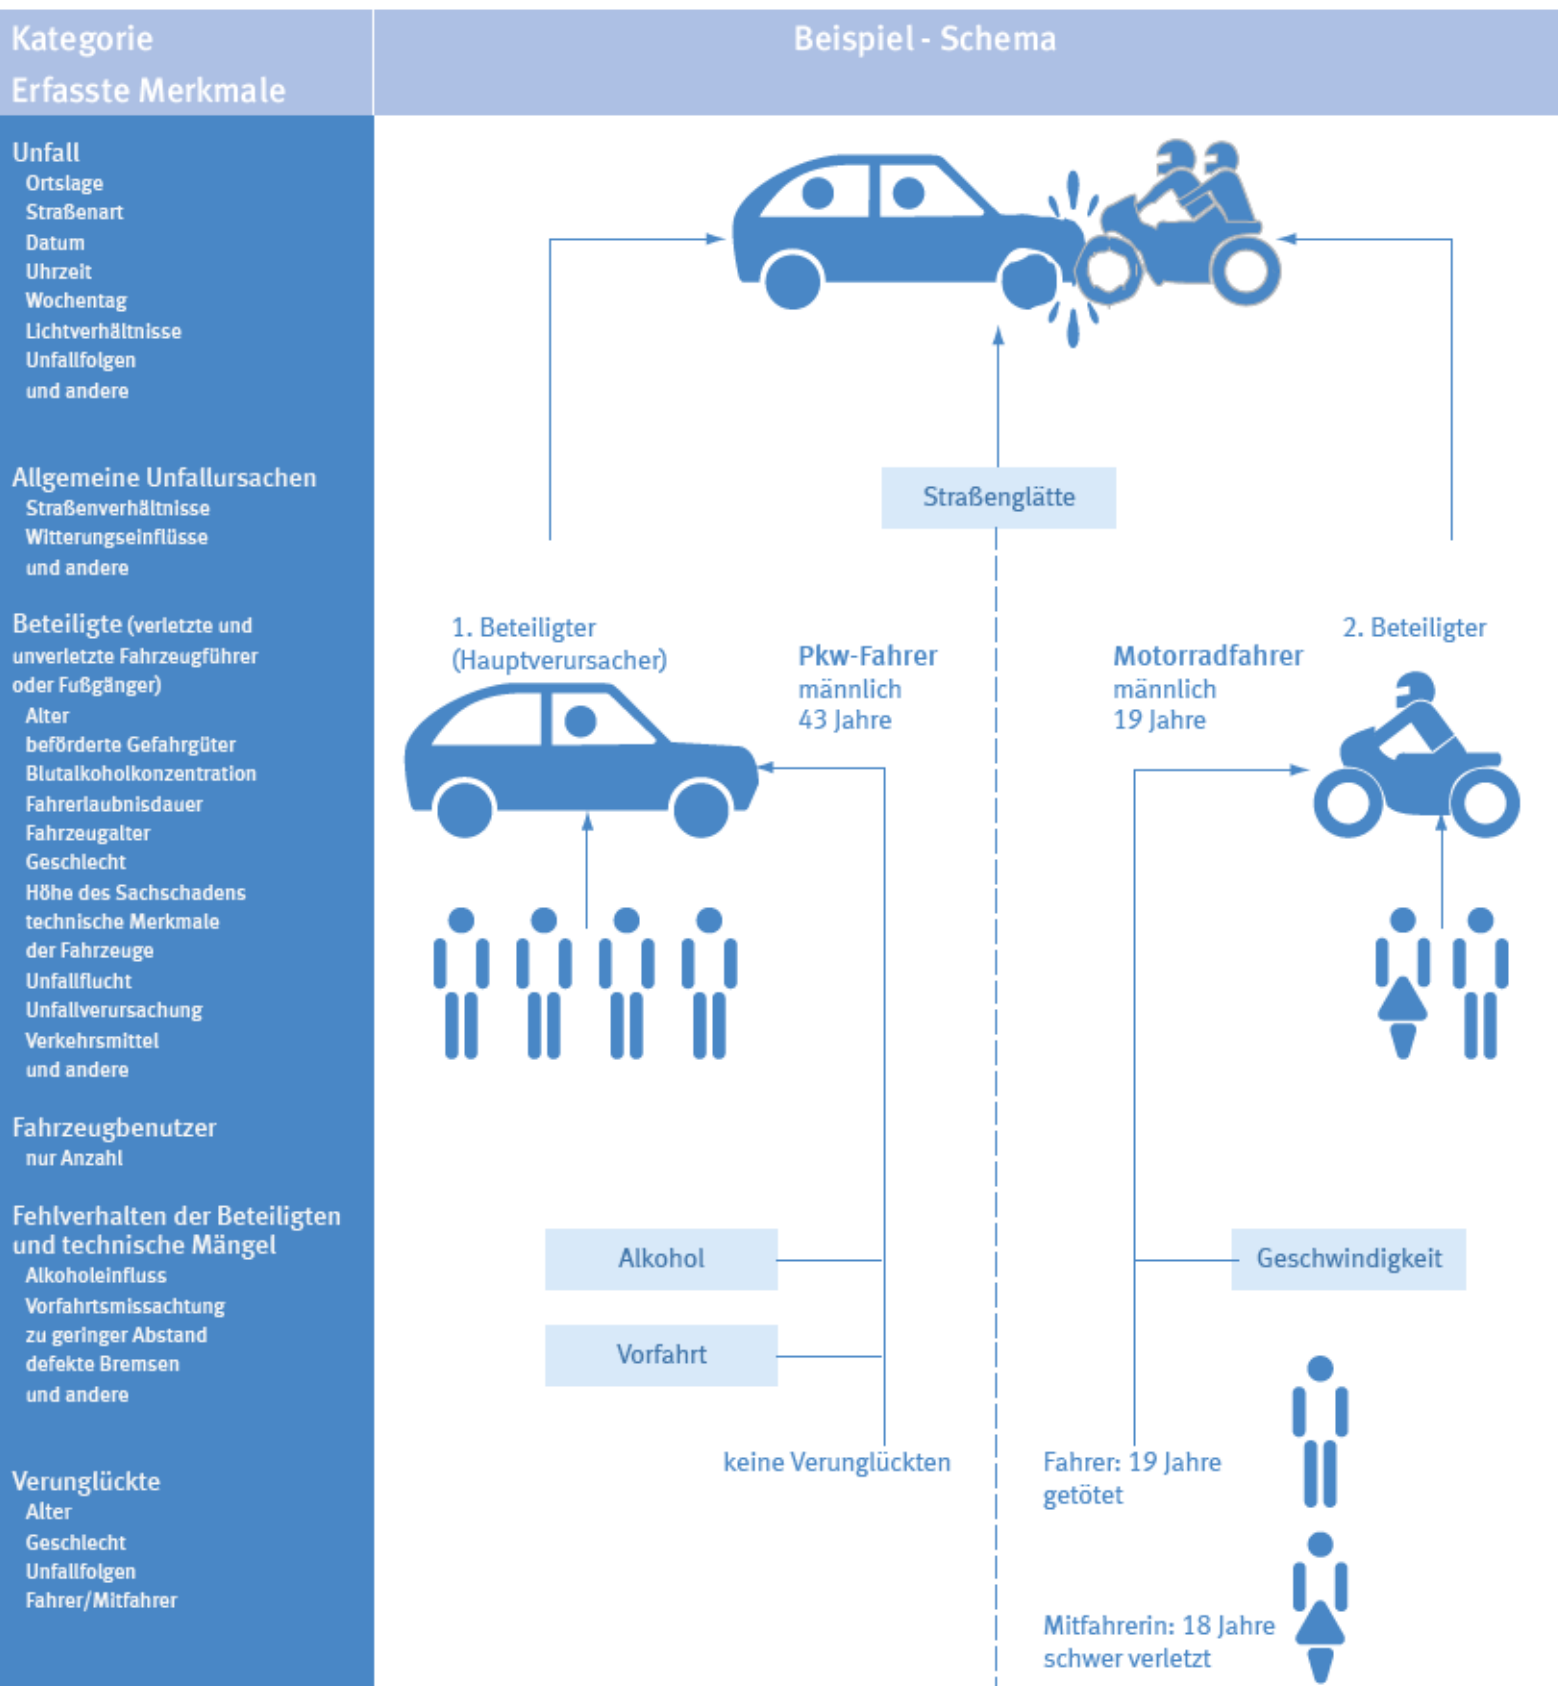 Kategorie
Erfasste Merkmale
Beispiel - Schema
Unfall
Ortslage
Straßenart
Datum
Uhrzeit
Wochentag
Lichtverhältnisse
Unfallfolgen
und andere
Allgemeine Unfallursachen
Straßenverhältnisse
Witterungseinflüsse
und andere
Beteiligte (verletzte und
unverletzte Fahrzeugführer
oder Fußgänger)
Alter
beförderte Gefahrgüter
Blutalkoholkonzentration
Fahrerlaubnisdauer
Fahrzeugalter
Geschlecht
Höhe des Sachschadens
technische Merkmale
der Fahrzeuge
Unfallflucht
Unfallverursachung
Verkehrsmittel
und andere
Fahrzeugbenutzer
nur Anzahl
Fehlverhalten der Beteiligten
und technische Mängel
Alkoholeinfluss
Vorfahrtsmissachtung
zu geringer Abstand
defekte Bremsen
und andere
Verunglückte
Alter
Geschlecht
Unfallfolgen
Fahrer/Mitfahrer
Straßenglätte
1. Beteiligter
(Hauptverursacher)
Pkw-Fahrer
männlich
43 Jahre
Motorradfahrer
männlich
19 Jahre
2. Beteiligter
Alkohol
Vorfahrt
Geschwindigkeit
keine Verunglückten
Fahrer: 19 Jahre
getötet
Mitfahrerin: 18 Jahre
schwer verletzt